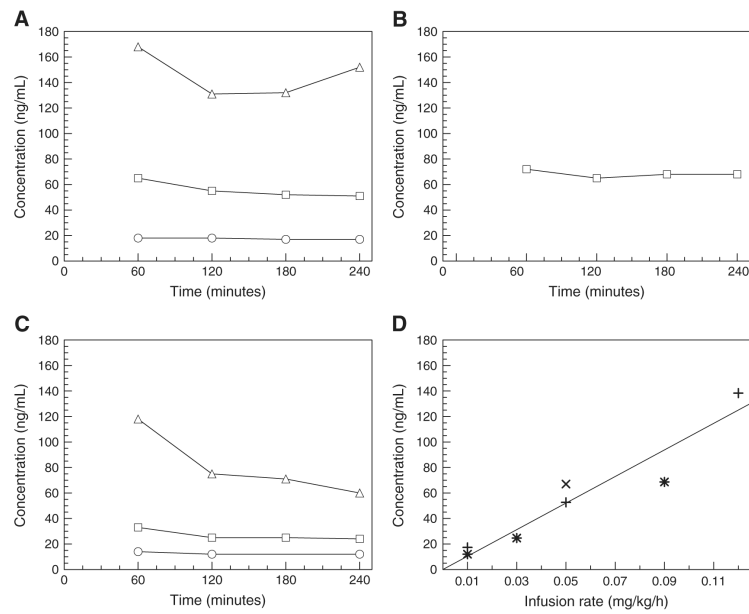 A
180
160
140
120
100
80
60
40
20
0
Concentration (ng/mL)
0 60 120 180 240
Time (minutes)
B
180
160
140
120
100
80
60
40
20
0
Concentration (ng/mL)
0 60 120 180 240
Time (minutes)
C
180
160
140
120
100
80
60
40
20
0
Concentration (ng/mL)
0 60 120 180 240
Time (minutes)
D
180
160
140
120
100
80
60
40
20
0
Concentration (ng/mL)
0.01 0.03 0.05 0.09 0.11
Infusion rate (mg/kg/h)